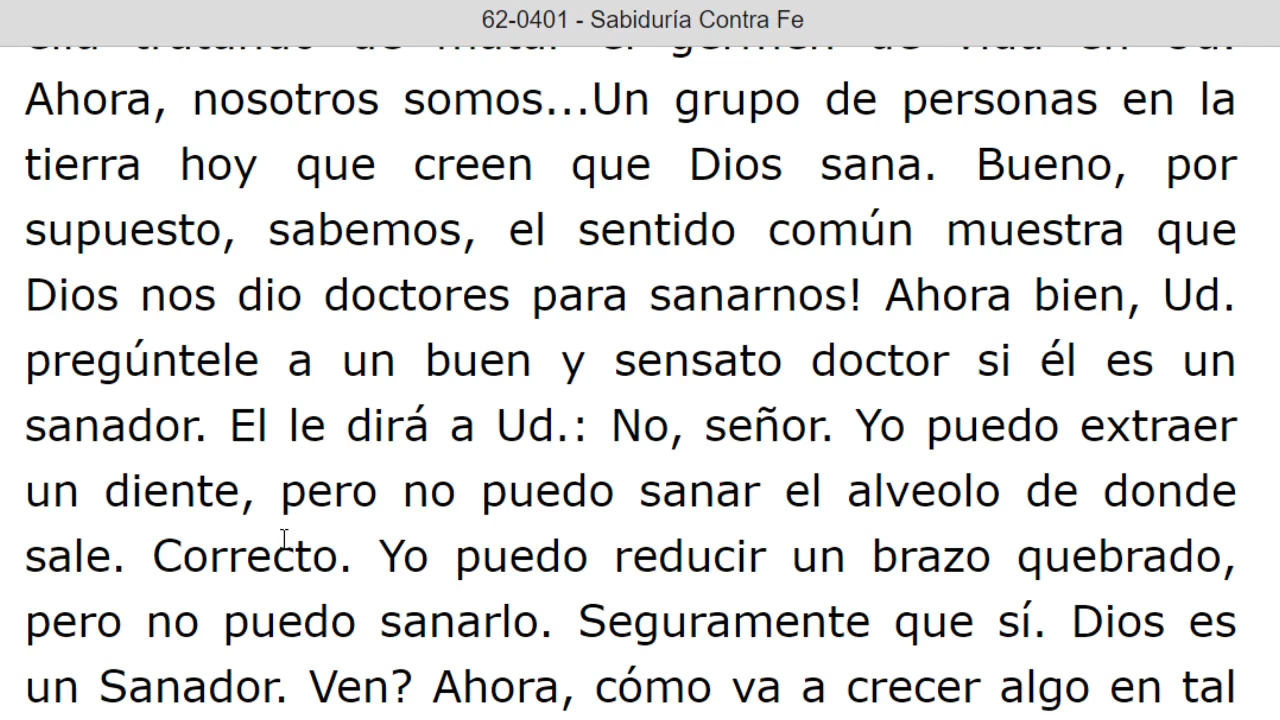 62-0401 - Sabiduría Contra Fe
Ahora, nosotros somos...Un grupo de personas en la
tierra hoy que creen que Dios sana. Bueno, por
supuesto, sabemos, el sentido común muestra que
Dios nos dio doctores para sanarnos! Ahora bien, Ud.
pregúntele a un buen y sensato doctor si él es un
sanador. El le dirá a Ud.: No, señor. Yo puedo extraer
un diente, pero no puedo sanar el alveolo de donde
sale. Correcto. Yo puedo reducir un brazo quebrado,
pero no puedo sanarlo. Seguramente que sí. Dios es
un Sanador. Ven? Ahora, cómo va a crecer algo en tal